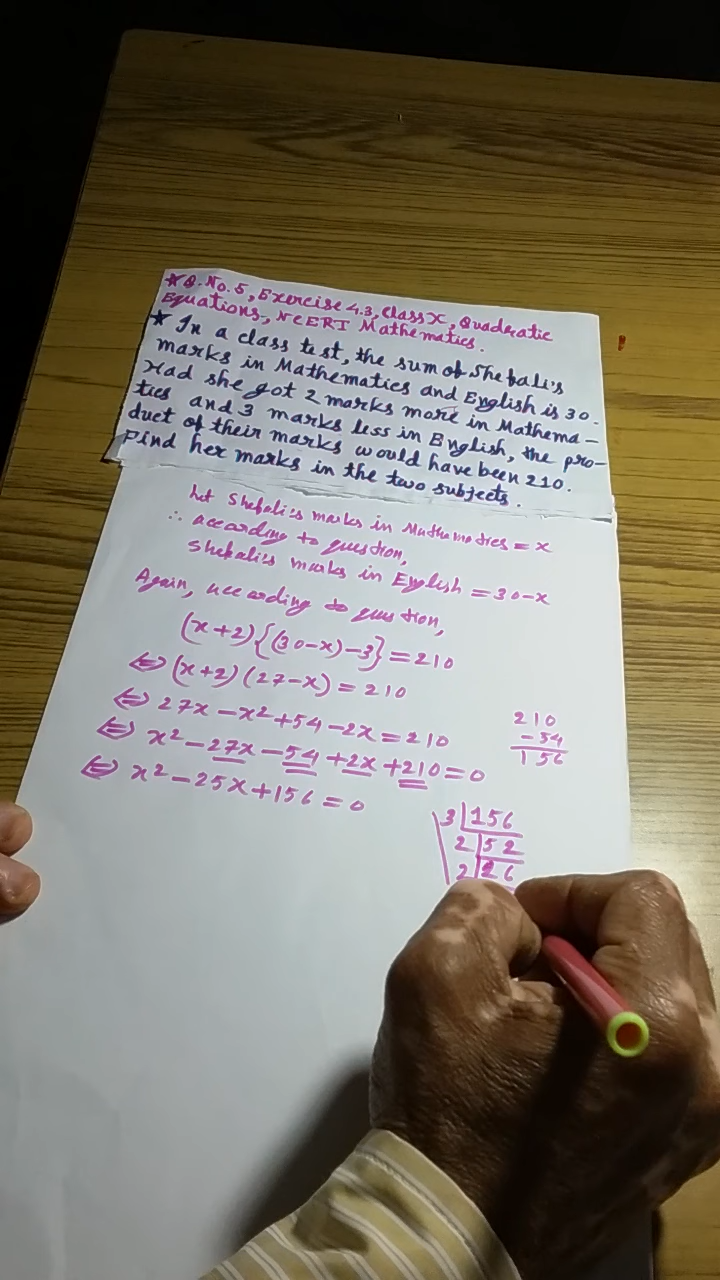 * Q. No. 5, Exercise 4.3, Class X, Quadratic
Equations, NCERT Mathematics.
* In a class test, the sum of Shefali's
marks in Mathematics and English is 30.
Had she got 2 marks more in Mathema-
tics and 3 marks less in English, the pro-
duct of their marks would have been 210.
Find her marks in the two subjects.
Let Shefali's marks in Mathematics = x
∴ according to question,
Shefali's marks in English = 30-x
Again, according to question,
(x+2){(30-x)-3} = 210
⇔ (x+2)(27-x) = 210
⇔ 27x - x² + 54 - 2x = 210
⇔ x² - 27x - 54 + 2x + 210 = 0
⇔ x² - 25x + 156 = 0
210
-54
156
3 | 156
2 | 52
2 | 26